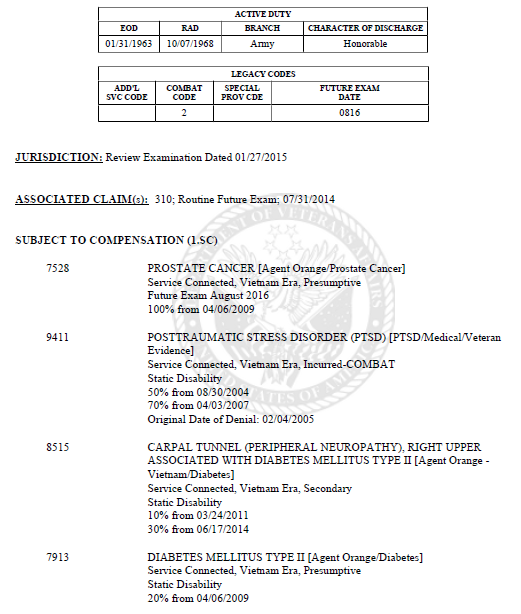 ACTIVE DUTY
EOD RAD BRANCH CHARACTER OF DISCHARGE
01/31/1963 10/07/1968 Army Honorable
LEGACY CODES
ADD'L SVC CODE COMBAT CODE SPECIAL PROV CDE FUTURE EXAM DATE
2 0816
JURISDICTION: Review Examination Dated 01/27/2015
ASSOCIATED CLAIM(s): 310; Routine Future Exam; 07/31/2014
SUBJECT TO COMPENSATION (1.SC)
7528 PROSTATE CANCER [Agent Orange/Prostate Cancer]
Service Connected, Vietnam Era, Presumptive
Future Exam August 2016
100% from 04/06/2009
9411 POSTTRAUMATIC STRESS DISORDER (PTSD) [PTSD/Medical/Veteran
Evidence]
Service Connected, Vietnam Era, Incurred-COMBAT
Static Disability
50% from 08/30/2004
70% from 04/03/2007
Original Date of Denial: 02/04/2005
8515 CARPAL TUNNEL (PERIPHERAL NEUROPATHY), RIGHT UPPER
ASSOCIATED WITH DIABETES MELLITUS TYPE II [Agent Orange -
Vietnam/Diabetes]
Service Connected, Vietnam Era, Secondary
Static Disability
10% from 03/24/2011
30% from 06/17/2014
7913 DIABETES MELLITUS TYPE II [Agent Orange/Diabetes]
Service Connected, Vietnam Era, Presumptive
Static Disability
20% from 04/06/2009